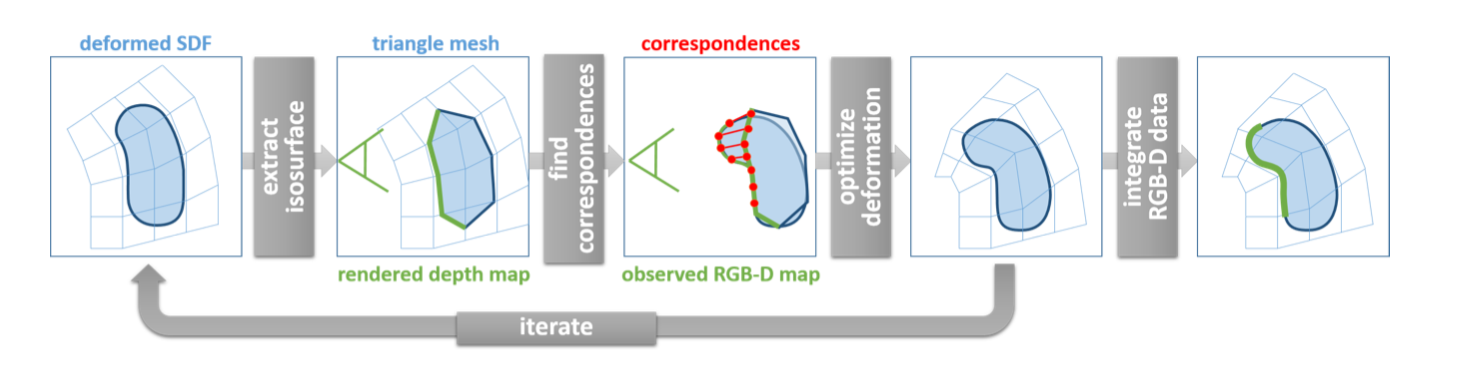 deformed SDF
extract
isosurface
triangle mesh
rendered depth map
find
correspondences
correspondences
observed RGB-D map
optimize
deformation
integrate
RGB-D data
iterate